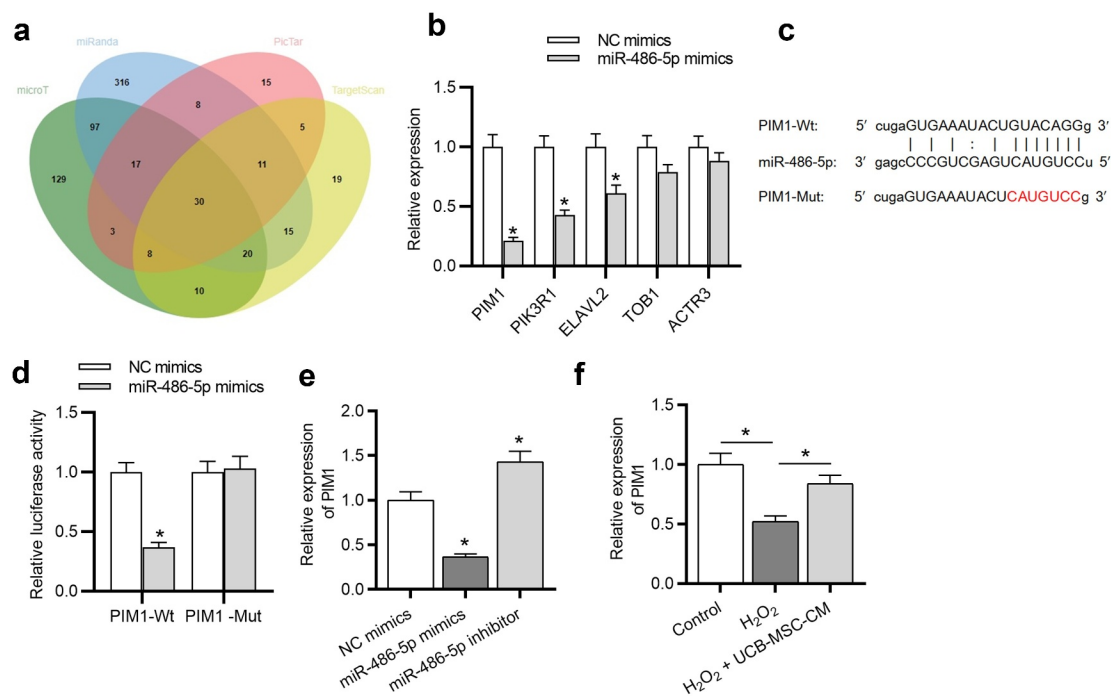 a
miRanda
PicTar
microT
TargetScan
316
15
8
97
5
17
11
129
19
30
3
15
8
20
10
b
NC mimics
miR-486-5p mimics
Relative expression
1.5
1.0
0.5
0.0
* * *
PIM1
PIK3R1
ELAVL2
TOB1
ACTR3
c
PIM1-Wt: 5′ cugaGUGAAAUACUGUACAGGg 3′
| | | : | | | | | | | |
miR-486-5p: 3′ gagcCCCGUCGAGUCAUGUCCu 5′
PIM1-Mut: 5′ cugaGUGAAAUACUCAUGUCCg 3′
d
NC mimics
miR-486-5p mimics
Relative luciferase activity
1.5
1.0
0.5
0.0
*
PIM1-Wt PIM1 -Mut
e
Relative expression
of PIM1
2.0
1.5
1.0
0.5
0.0
* *
NC mimics
miR-486-5p mimics
miR-486-5p inhibitor
f
Relative expression
of PIM1
1.5
1.0
0.5
0.0
* *
Control
H₂O₂
H₂O₂ + UCB-MSC-CM